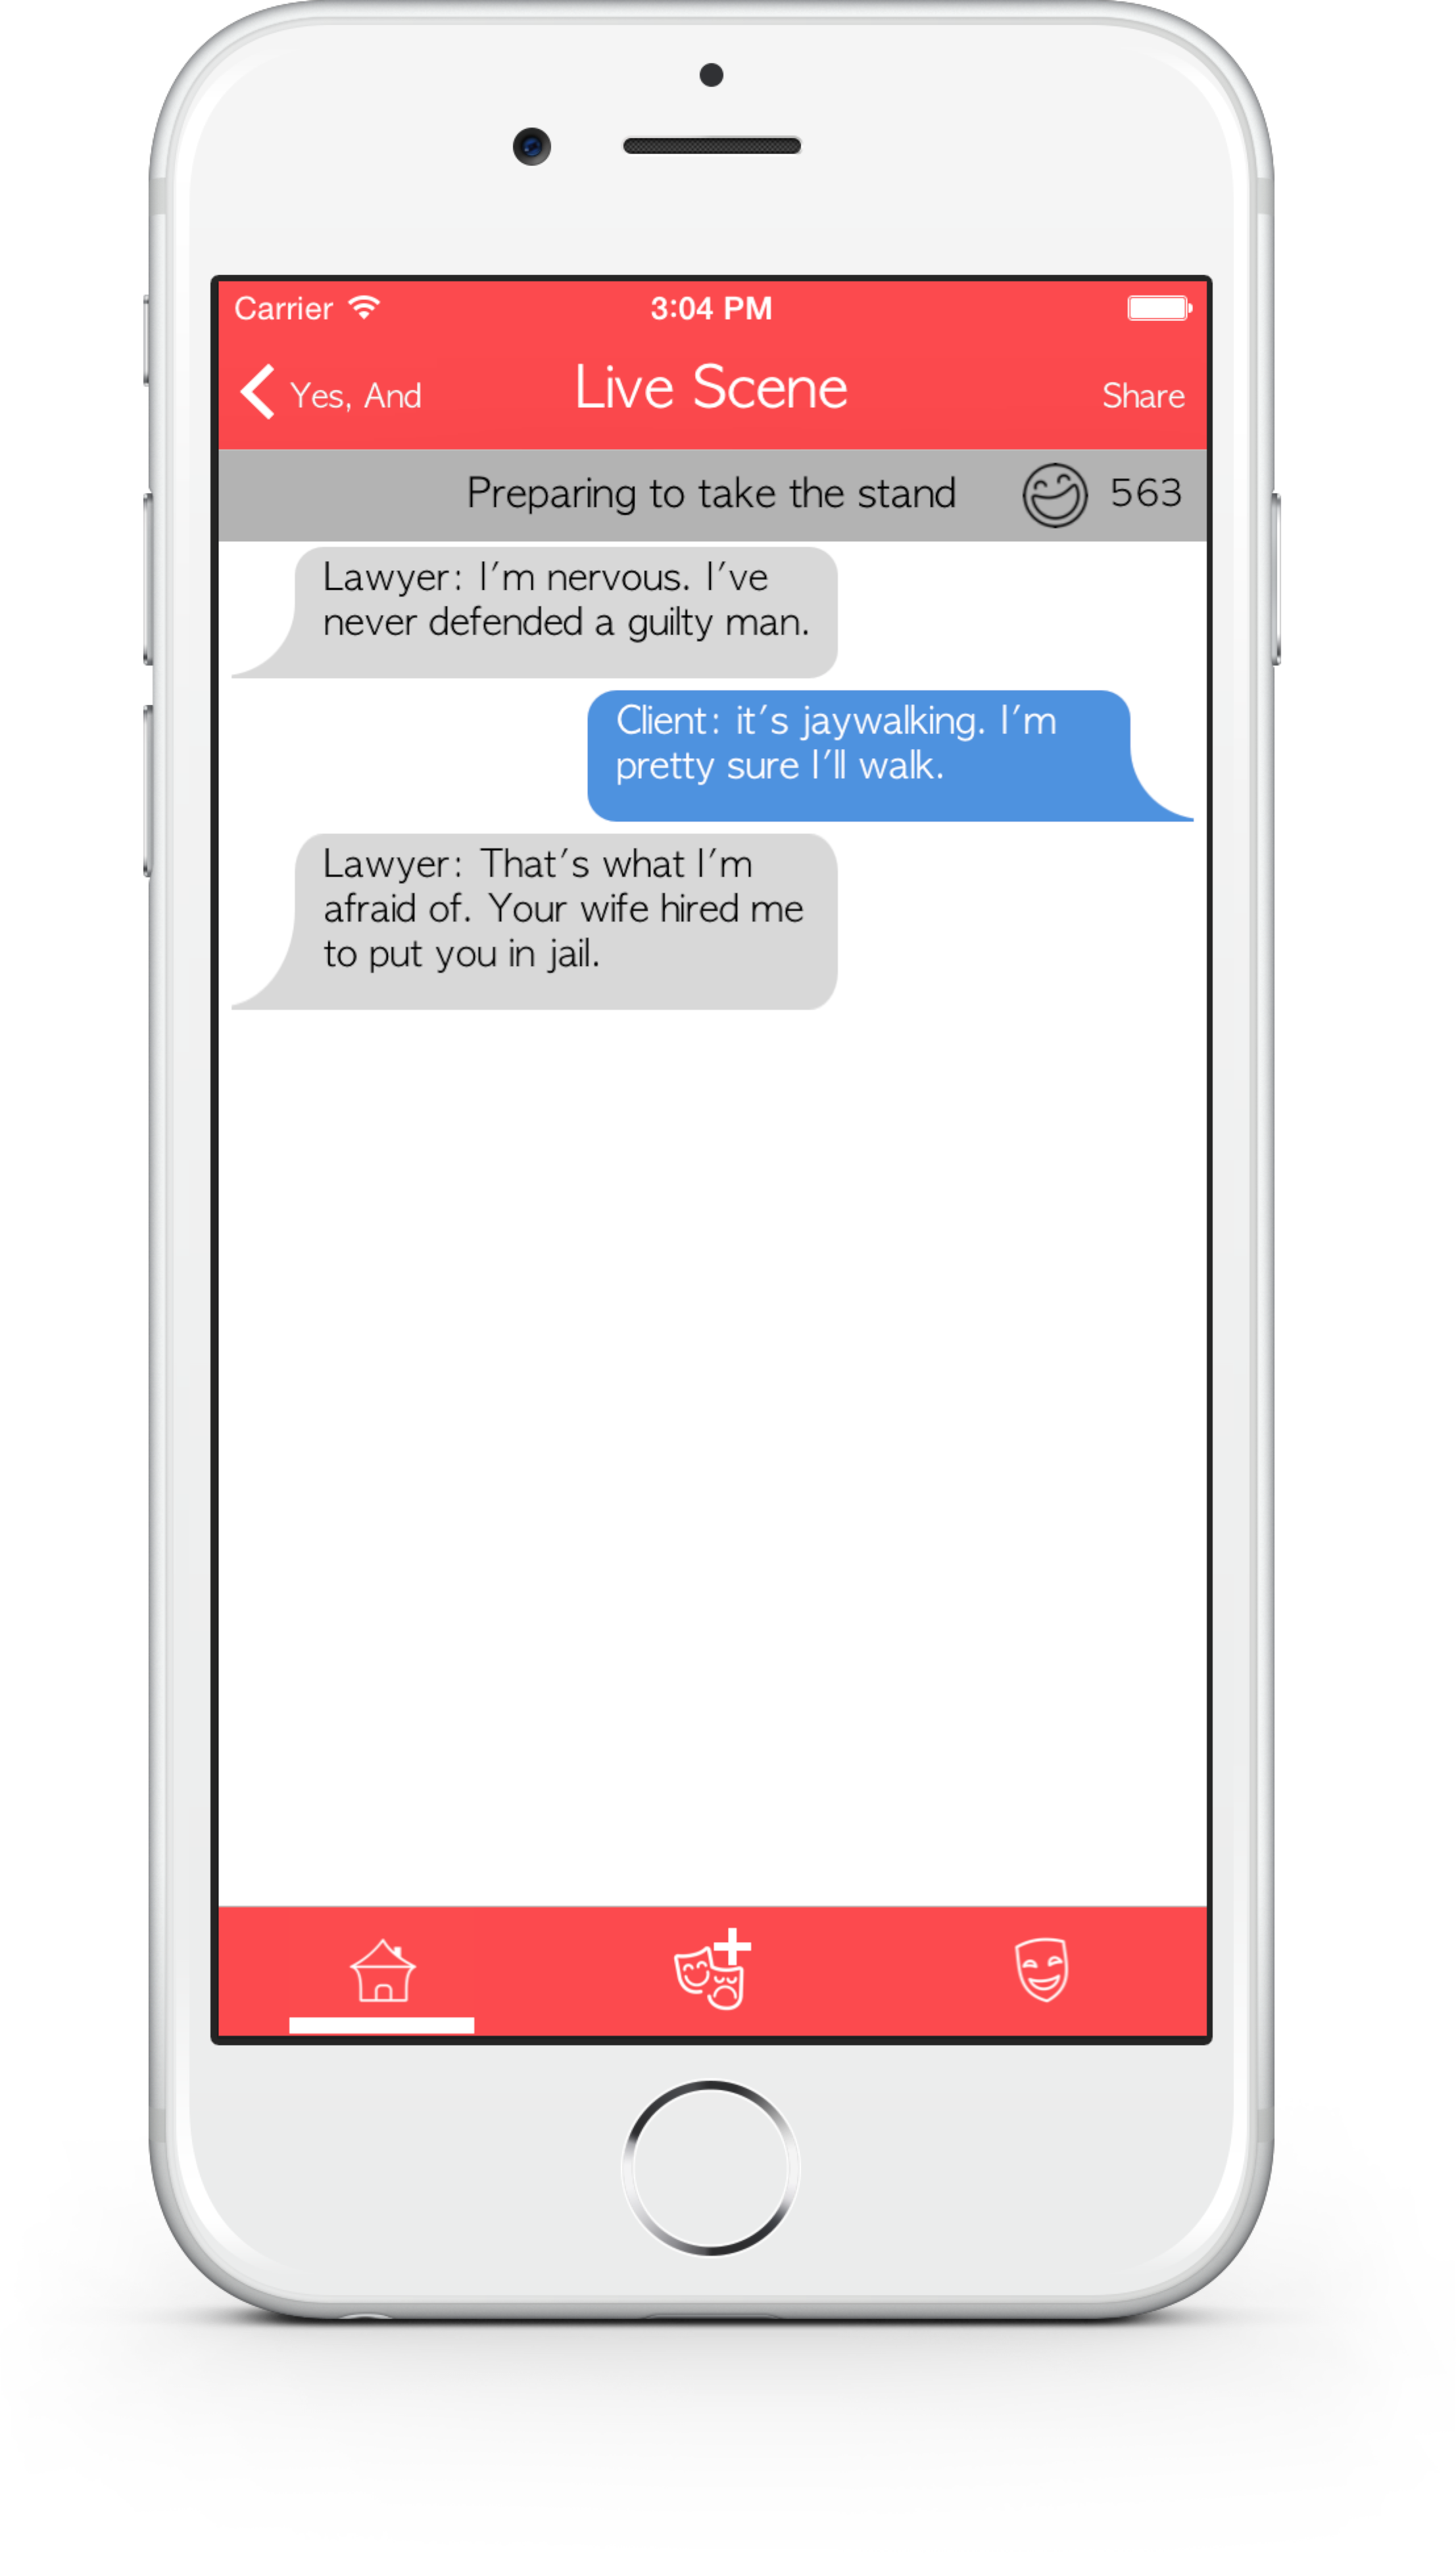 Carrier
3:04 PM
Yes, And
Live Scene
Share
Preparing to take the stand
563
Lawyer: I'm nervous. I've
never defended a guilty man.
Client: it's jaywalking. I'm
pretty sure I'll walk.
Lawyer: That's what I'm
afraid of. Your wife hired me
to put you in jail.